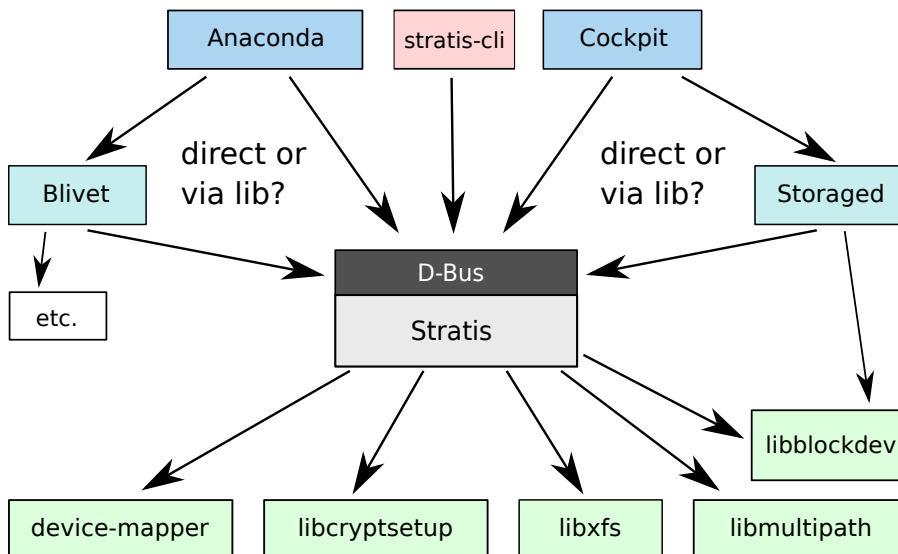 Anaconda
stratis-cli
Cockpit
direct or
via lib?
direct or
via lib?
Blivet
Storaged
D-Bus
etc.
Stratis
libblockdev
device-mapper
libcryptsetup
libxfs
libmultipath